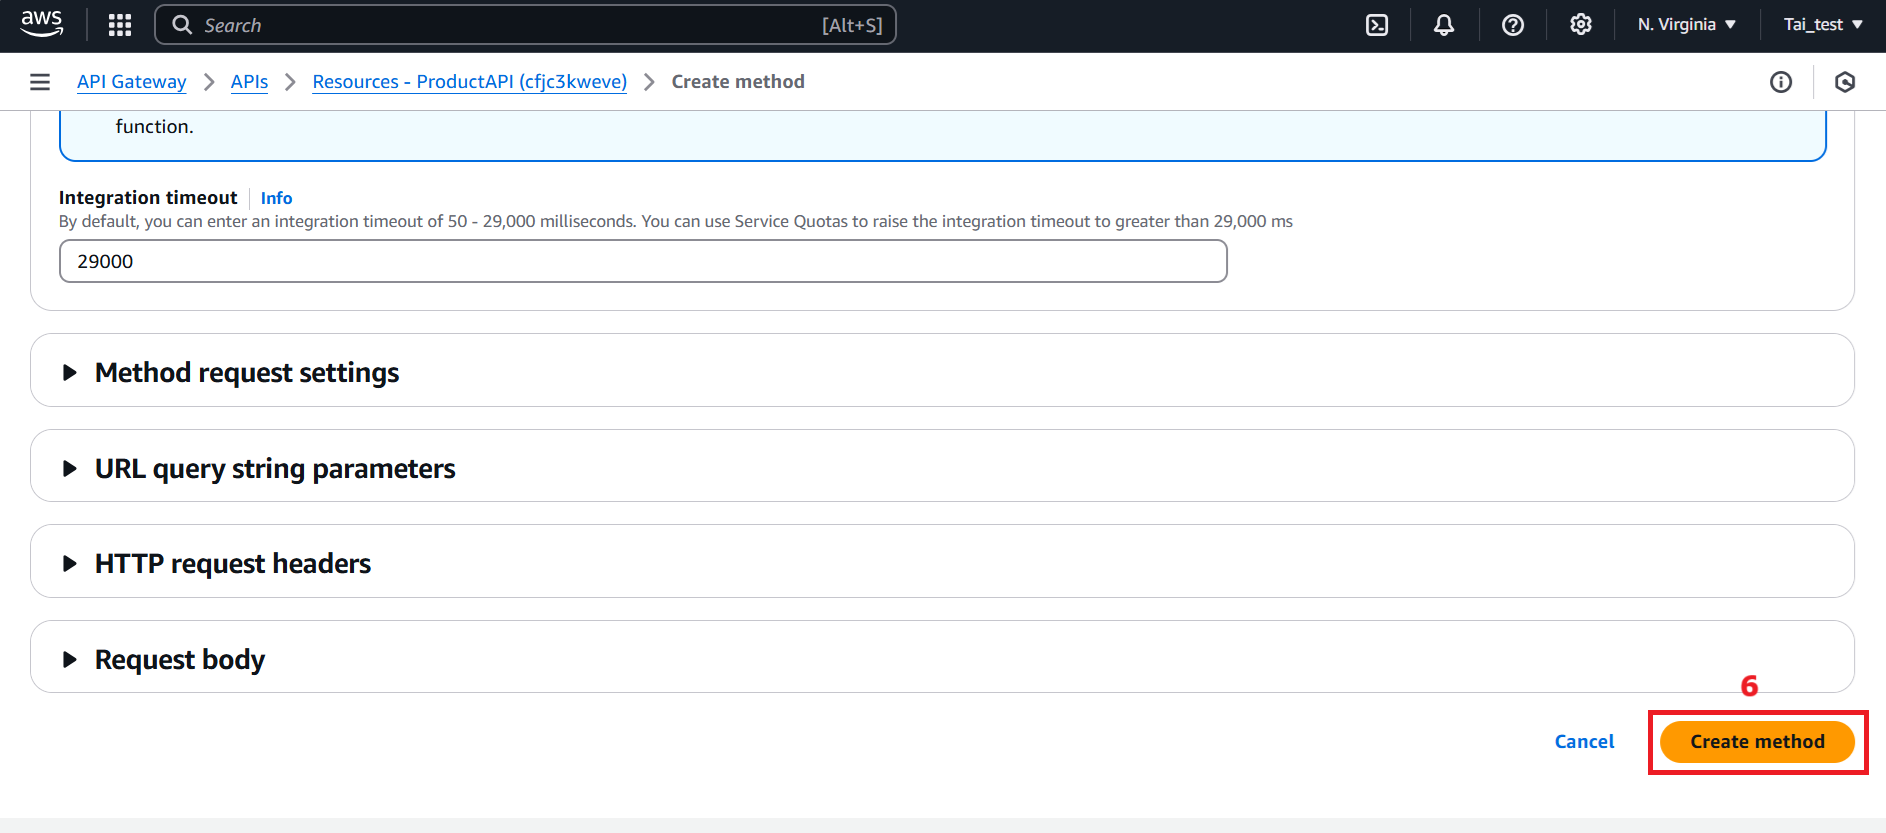 aws Search [Alt+S] N. Virginia Tai_test
API Gateway APIs Resources - ProductAPI (cfjc3kweve) Create method
function.
Integration timeout Info
By default, you can enter an integration timeout of 50 - 29,000 milliseconds. You can use Service Quotas to raise the integration timeout to greater than 29,000 ms
29000
Method request settings
URL query string parameters
HTTP request headers
Request body
6
Cancel Create method